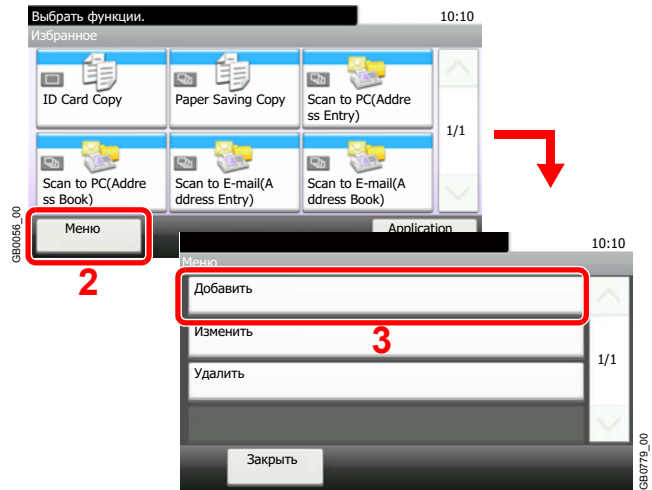 Выбрать функции.
10:10
Избранное
ID Card Copy
Paper Saving Copy
Scan to PC(Addre
ss Entry)
1/1
Scan to PC(Addre
ss Book)
Scan to E-mail(A
ddress Entry)
Scan to E-mail(A
ddress Book)
Меню
Application
GB0056_00
2
10:10
Меню
Добавить
3
Изменить
1/1
Удалить
Закрыть
GB0779_00